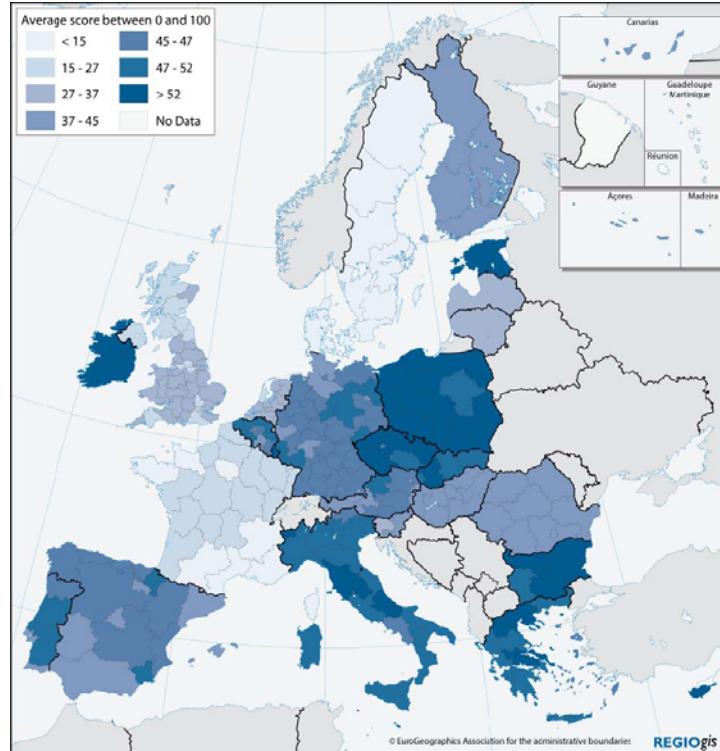 Average score between 0 and 100
< 15
45 - 47
15 - 27
47 - 52
27 - 37
> 52
37 - 45
No Data
Canarias
Guyane
Guadeloupe
Martinique
Réunion
Açores
Madeira
© EuroGeographics Association for the administrative boundaries
REGIOgis